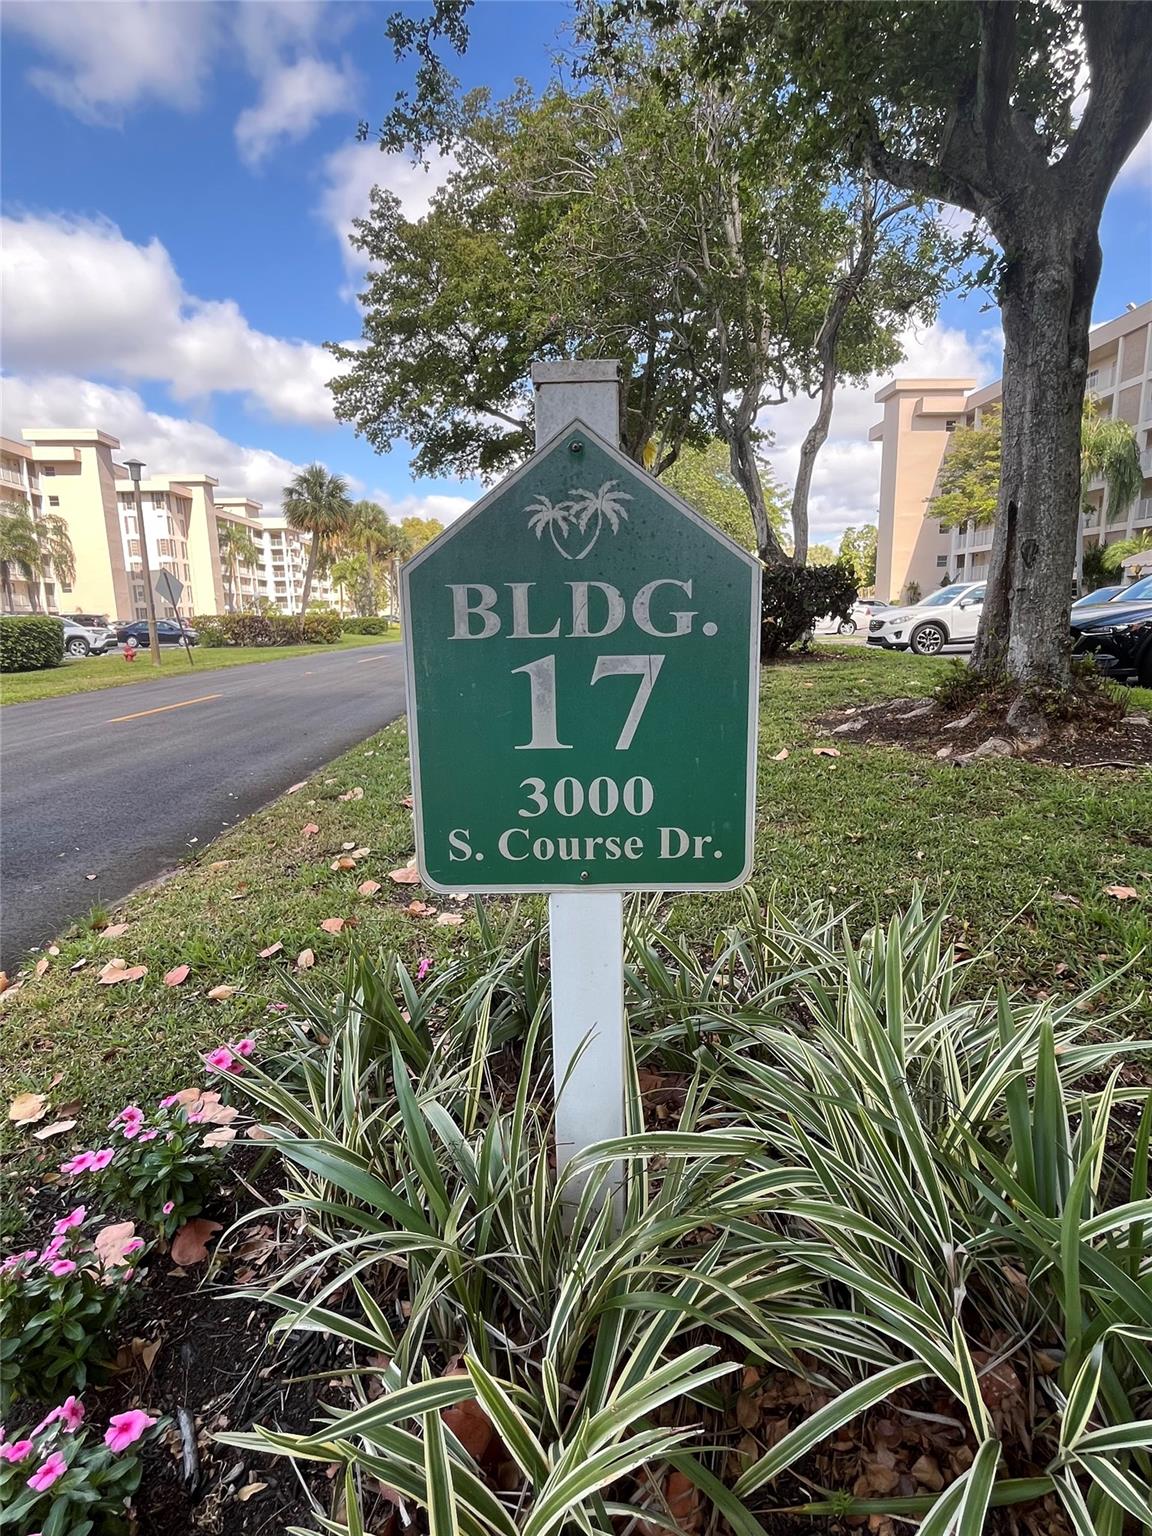 BLDG.
17
3000
S. Course Dr.